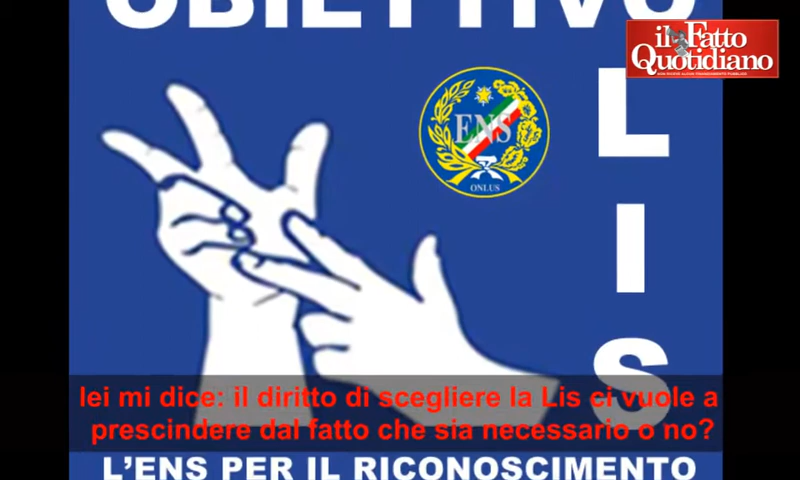 OBIETTIVO
il Fatto
Quotidiano
L
I
S
ENS
ONLUS
lei mi dice: il diritto di scegliere la Lis ci vuole a
prescindere dal fatto che sia necessario o no?
L'ENS PER IL RICONOSCIMENTO